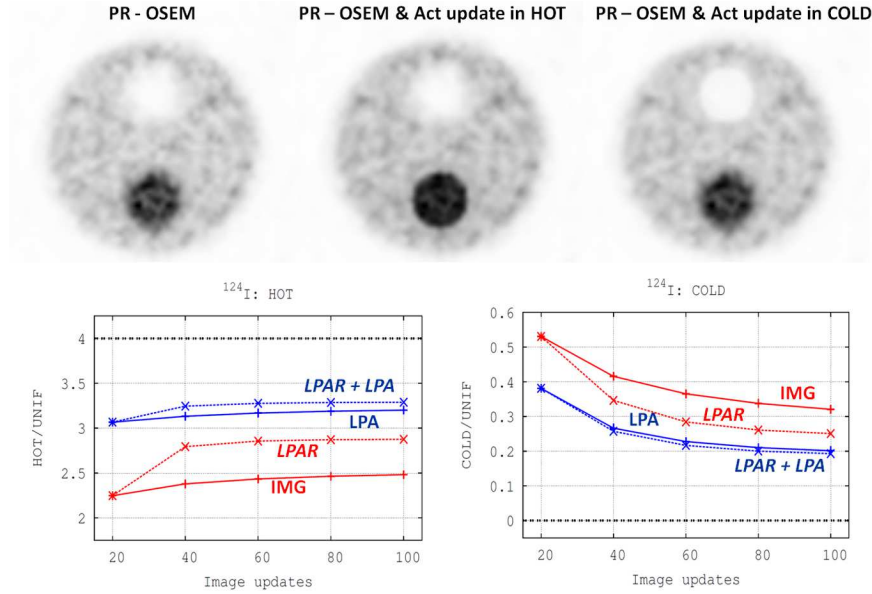 PR - OSEM
PR – OSEM & Act update in HOT
PR – OSEM & Act update in COLD
124I: HOT
HOT/UNIF
4
3.5
3
2.5
2
LPAR + LPA
LPA
LPAR
IMG
20 40 60 80 100
Image updates
124I: COLD
COLD/UNIF
0.6
0.5
0.4
0.3
0.2
0.1
0
IMG
LPA
LPAR
LPAR + LPA
20 40 60 80 100
Image updates